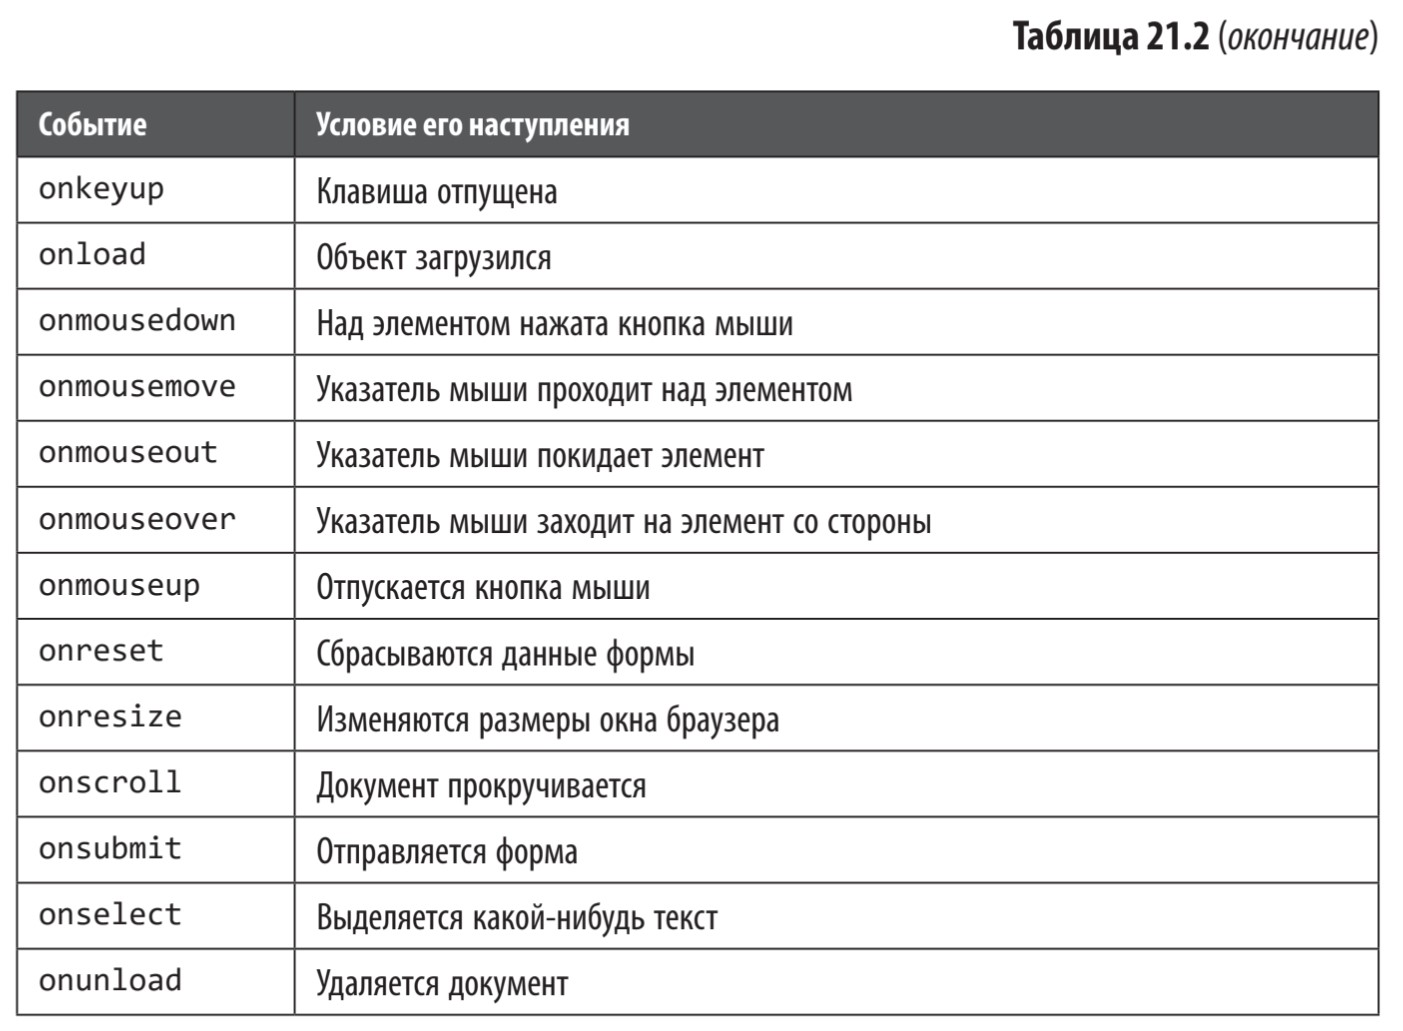 Таблица 21.2 (окончание)
Событие Условие его наступления
onkeyup Клавиша отпущена
onload Объект загрузился
onmousedown Над элементом нажата кнопка мыши
onmousemove Указатель мыши проходит над элементом
onmouseout Указатель мыши покидает элемент
onmouseover Указатель мыши заходит на элемент со стороны
onmouseup Отпускается кнопка мыши
onreset Сбрасываются данные формы
onresize Изменяются размеры окна браузера
onscroll Документ прокручивается
onsubmit Отправляется форма
onselect Выделяется какой-нибудь текст
onunload Удаляется документ